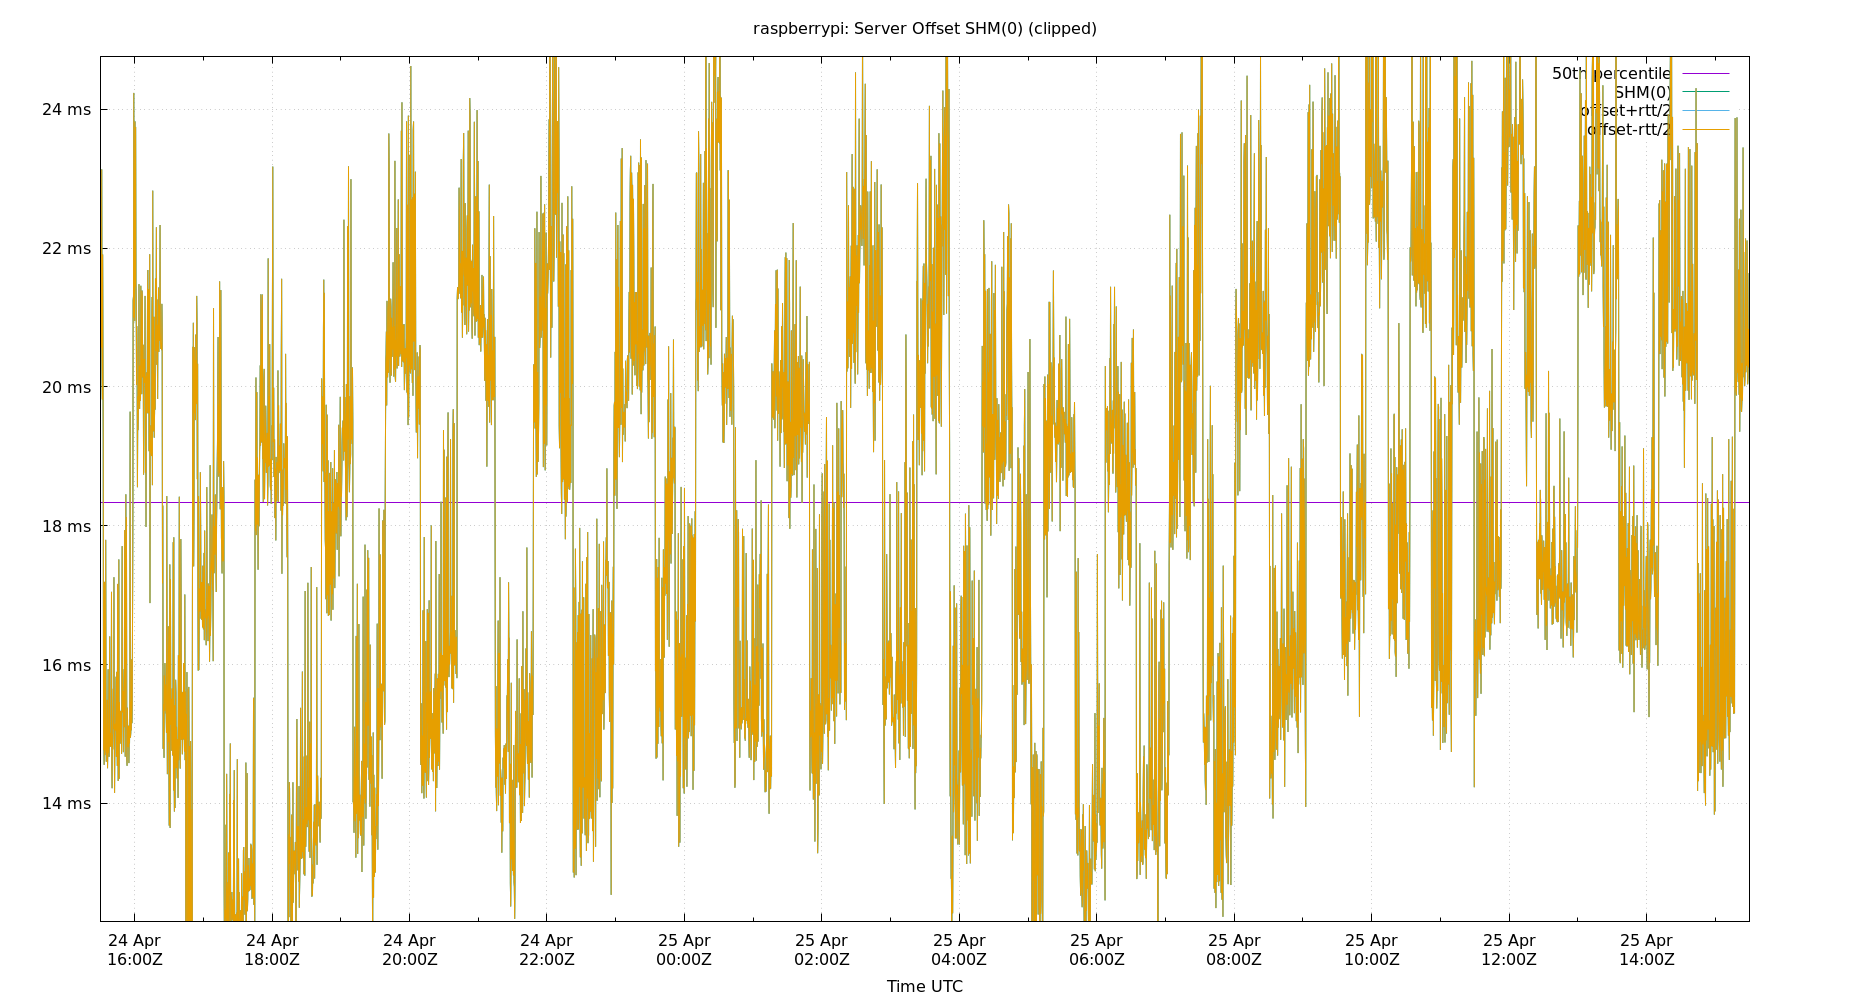 raspberrypi: Server Offset SHM(0) (clipped)
50th percentile
SHM(0)
offset+rtt/2
offset-rtt/2
24 ms
22 ms
20 ms
18 ms
16 ms
14 ms
24 Apr 24 Apr 24 Apr 24 Apr 25 Apr 25 Apr 25 Apr 25 Apr 25 Apr 25 Apr 25 Apr 25 Apr
16:00Z 18:00Z 20:00Z 22:00Z 00:00Z 02:00Z 04:00Z 06:00Z 08:00Z 10:00Z 12:00Z 14:00Z
Time UTC